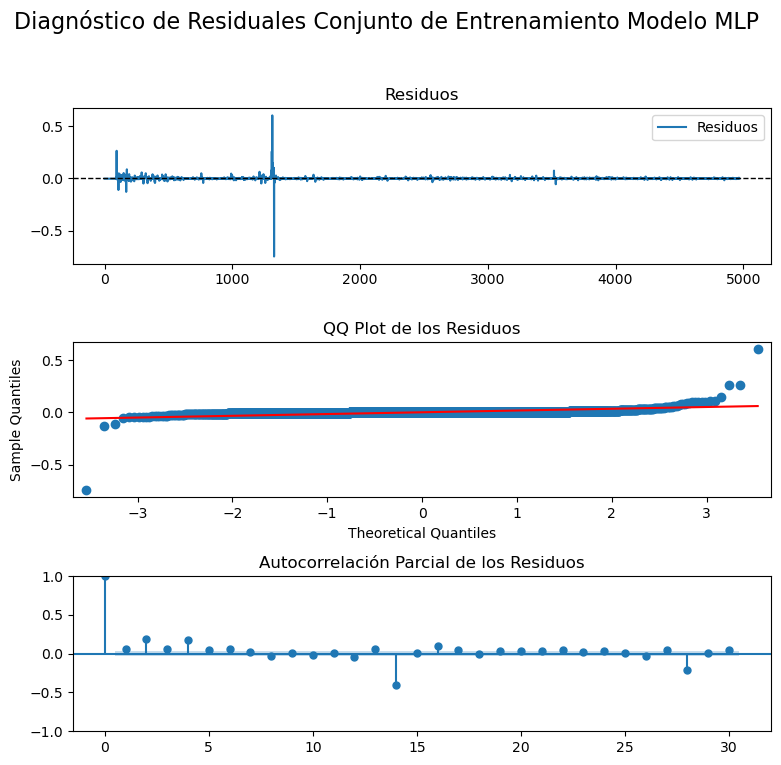 Diagnóstico de Residuales Conjunto de Entrenamiento Modelo MLP
Residuos
0.5
0.0
−0.5
Residuos
0 1000 2000 3000 4000 5000
QQ Plot de los Residuos
Sample Quantiles
0.5
0.0
−0.5
−3 −2 −1 0 1 2 3
Theoretical Quantiles
Autocorrelación Parcial de los Residuos
1.0
0.5
0.0
−0.5
−1.0
0 5 10 15 20 25 30